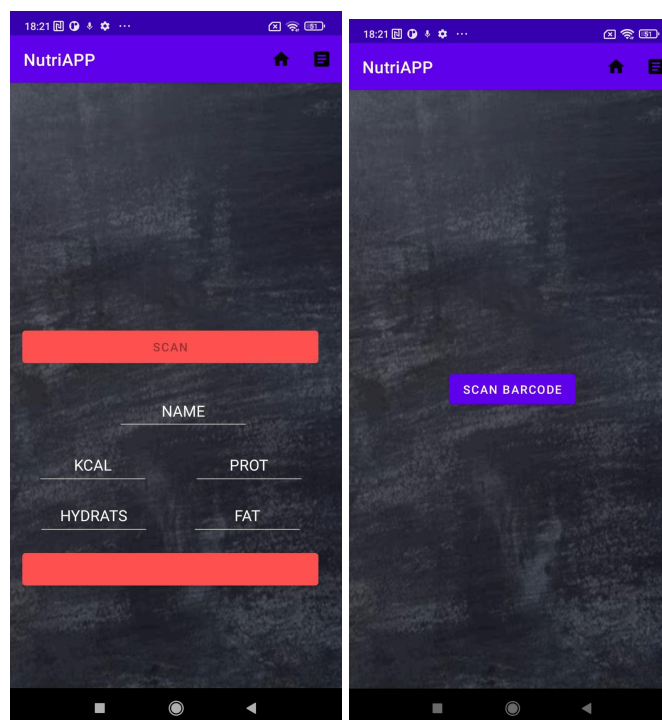 18:21
NutriAPP
SCAN
NAME
KCAL PROT
HYDRATS FAT
18:21
NutriAPP
SCAN BARCODE